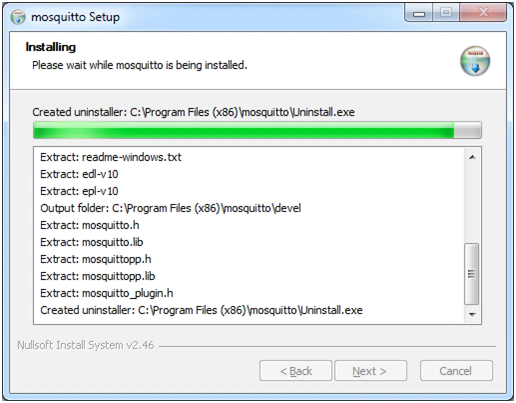 mosquitto Setup
Installing
Please wait while mosquitto is being installed.
Created uninstaller: C:\Program Files (x86)\mosquitto\Uninstall.exe
Extract: readme-windows.txt
Extract: edl-v10
Extract: epl-v10
Output folder: C:\Program Files (x86)\mosquitto\devel
Extract: mosquitto.h
Extract: mosquitto.lib
Extract: mosquittopp.h
Extract: mosquittopp.lib
Extract: mosquitto_plugin.h
Created uninstaller: C:\Program Files (x86)\mosquitto\Uninstall.exe
Nullsoft Install System v2.46
< Back Next > Cancel